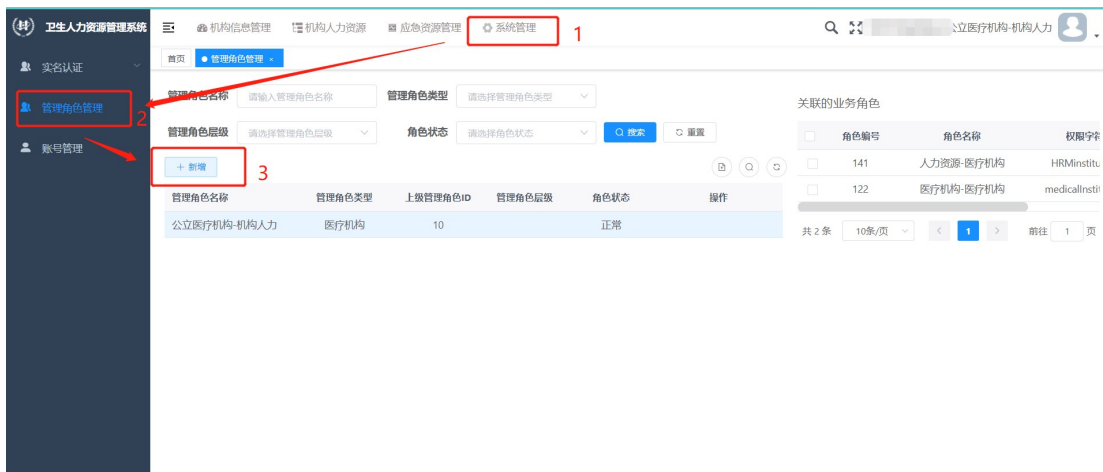 卫生人力资源管理系统 机构信息管理 机构人力资源 应急资源管理 系统管理 1 公立医疗机构-机构人力
首页 管理角色管理 ×
实名认证
管理角色管理 2
账号管理
管理角色名称 请输入管理角色名称 管理角色类型 请选择管理角色类型
管理角色层级 请选择管理角色层级 角色状态 请选择角色状态 搜索 重置
+ 新增 3
管理角色名称 管理角色类型 上级管理角色ID 管理角色层级 角色状态 操作
公立医疗机构-机构人力 医疗机构 10 正常
关联的业务角色
角色编号 角色名称 权限字符
141 人力资源-医疗机构 HRMinstitu
122 医疗机构-医疗机构 medicalInstit
共 2 条 10条/页 < 1 > 前往 1 页